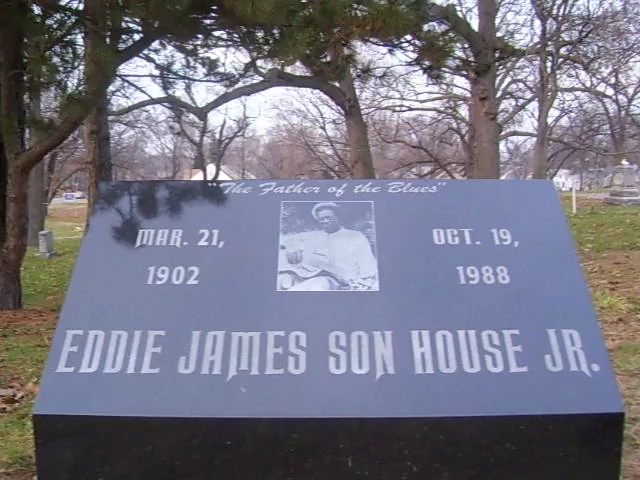 "The Father of the Blues"
MAR. 21,
1902
OCT. 19,
1988
EDDIE JAMES SON HOUSE JR.